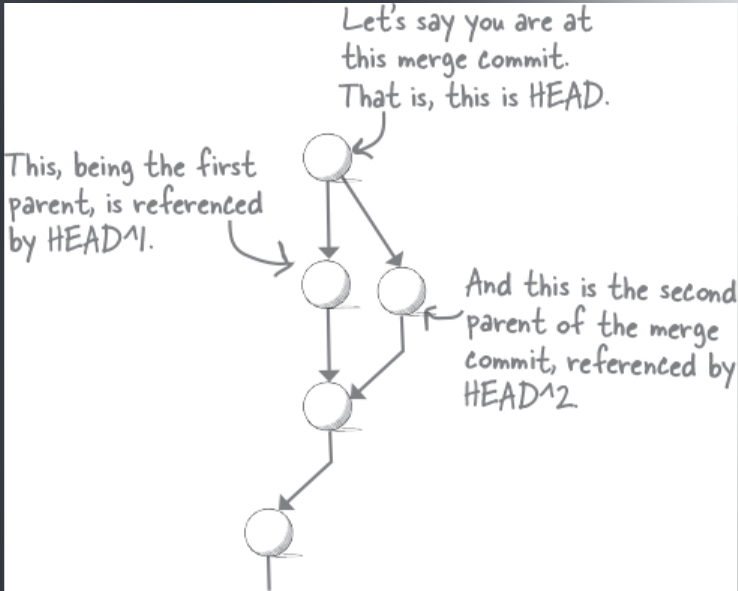 Let's say you are at
this merge commit.
That is, this is HEAD.
This, being the first
parent, is referenced
by HEAD^1.
And this is the second
parent of the merge
commit, referenced by
HEAD^2.